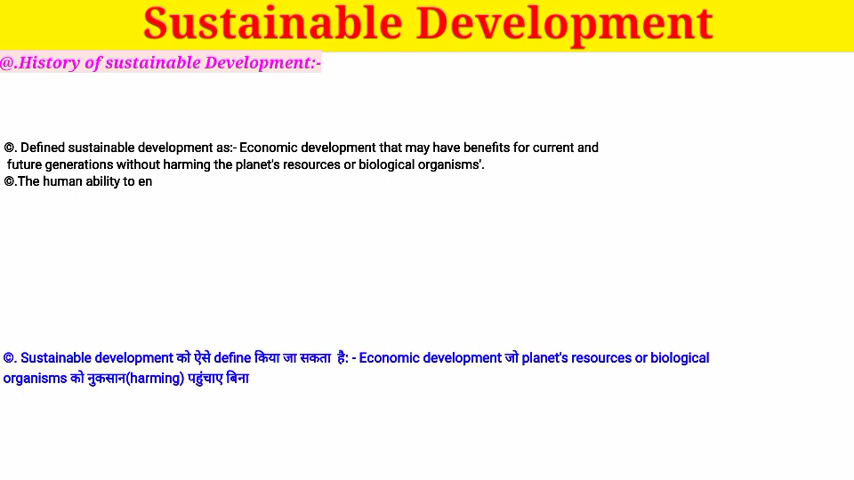 Sustainable Development
@.History of sustainable Development:-
©. Defined sustainable development as:- Economic development that may have benefits for current and
future generations without harming the planet's resources or biological organisms'.
©.The human ability to en
©. Sustainable development को ऐसे define किया जा सकता है: - Economic development जो planet's resources or biological
organisms को नुकसान(harming) पहुंचाए बिना